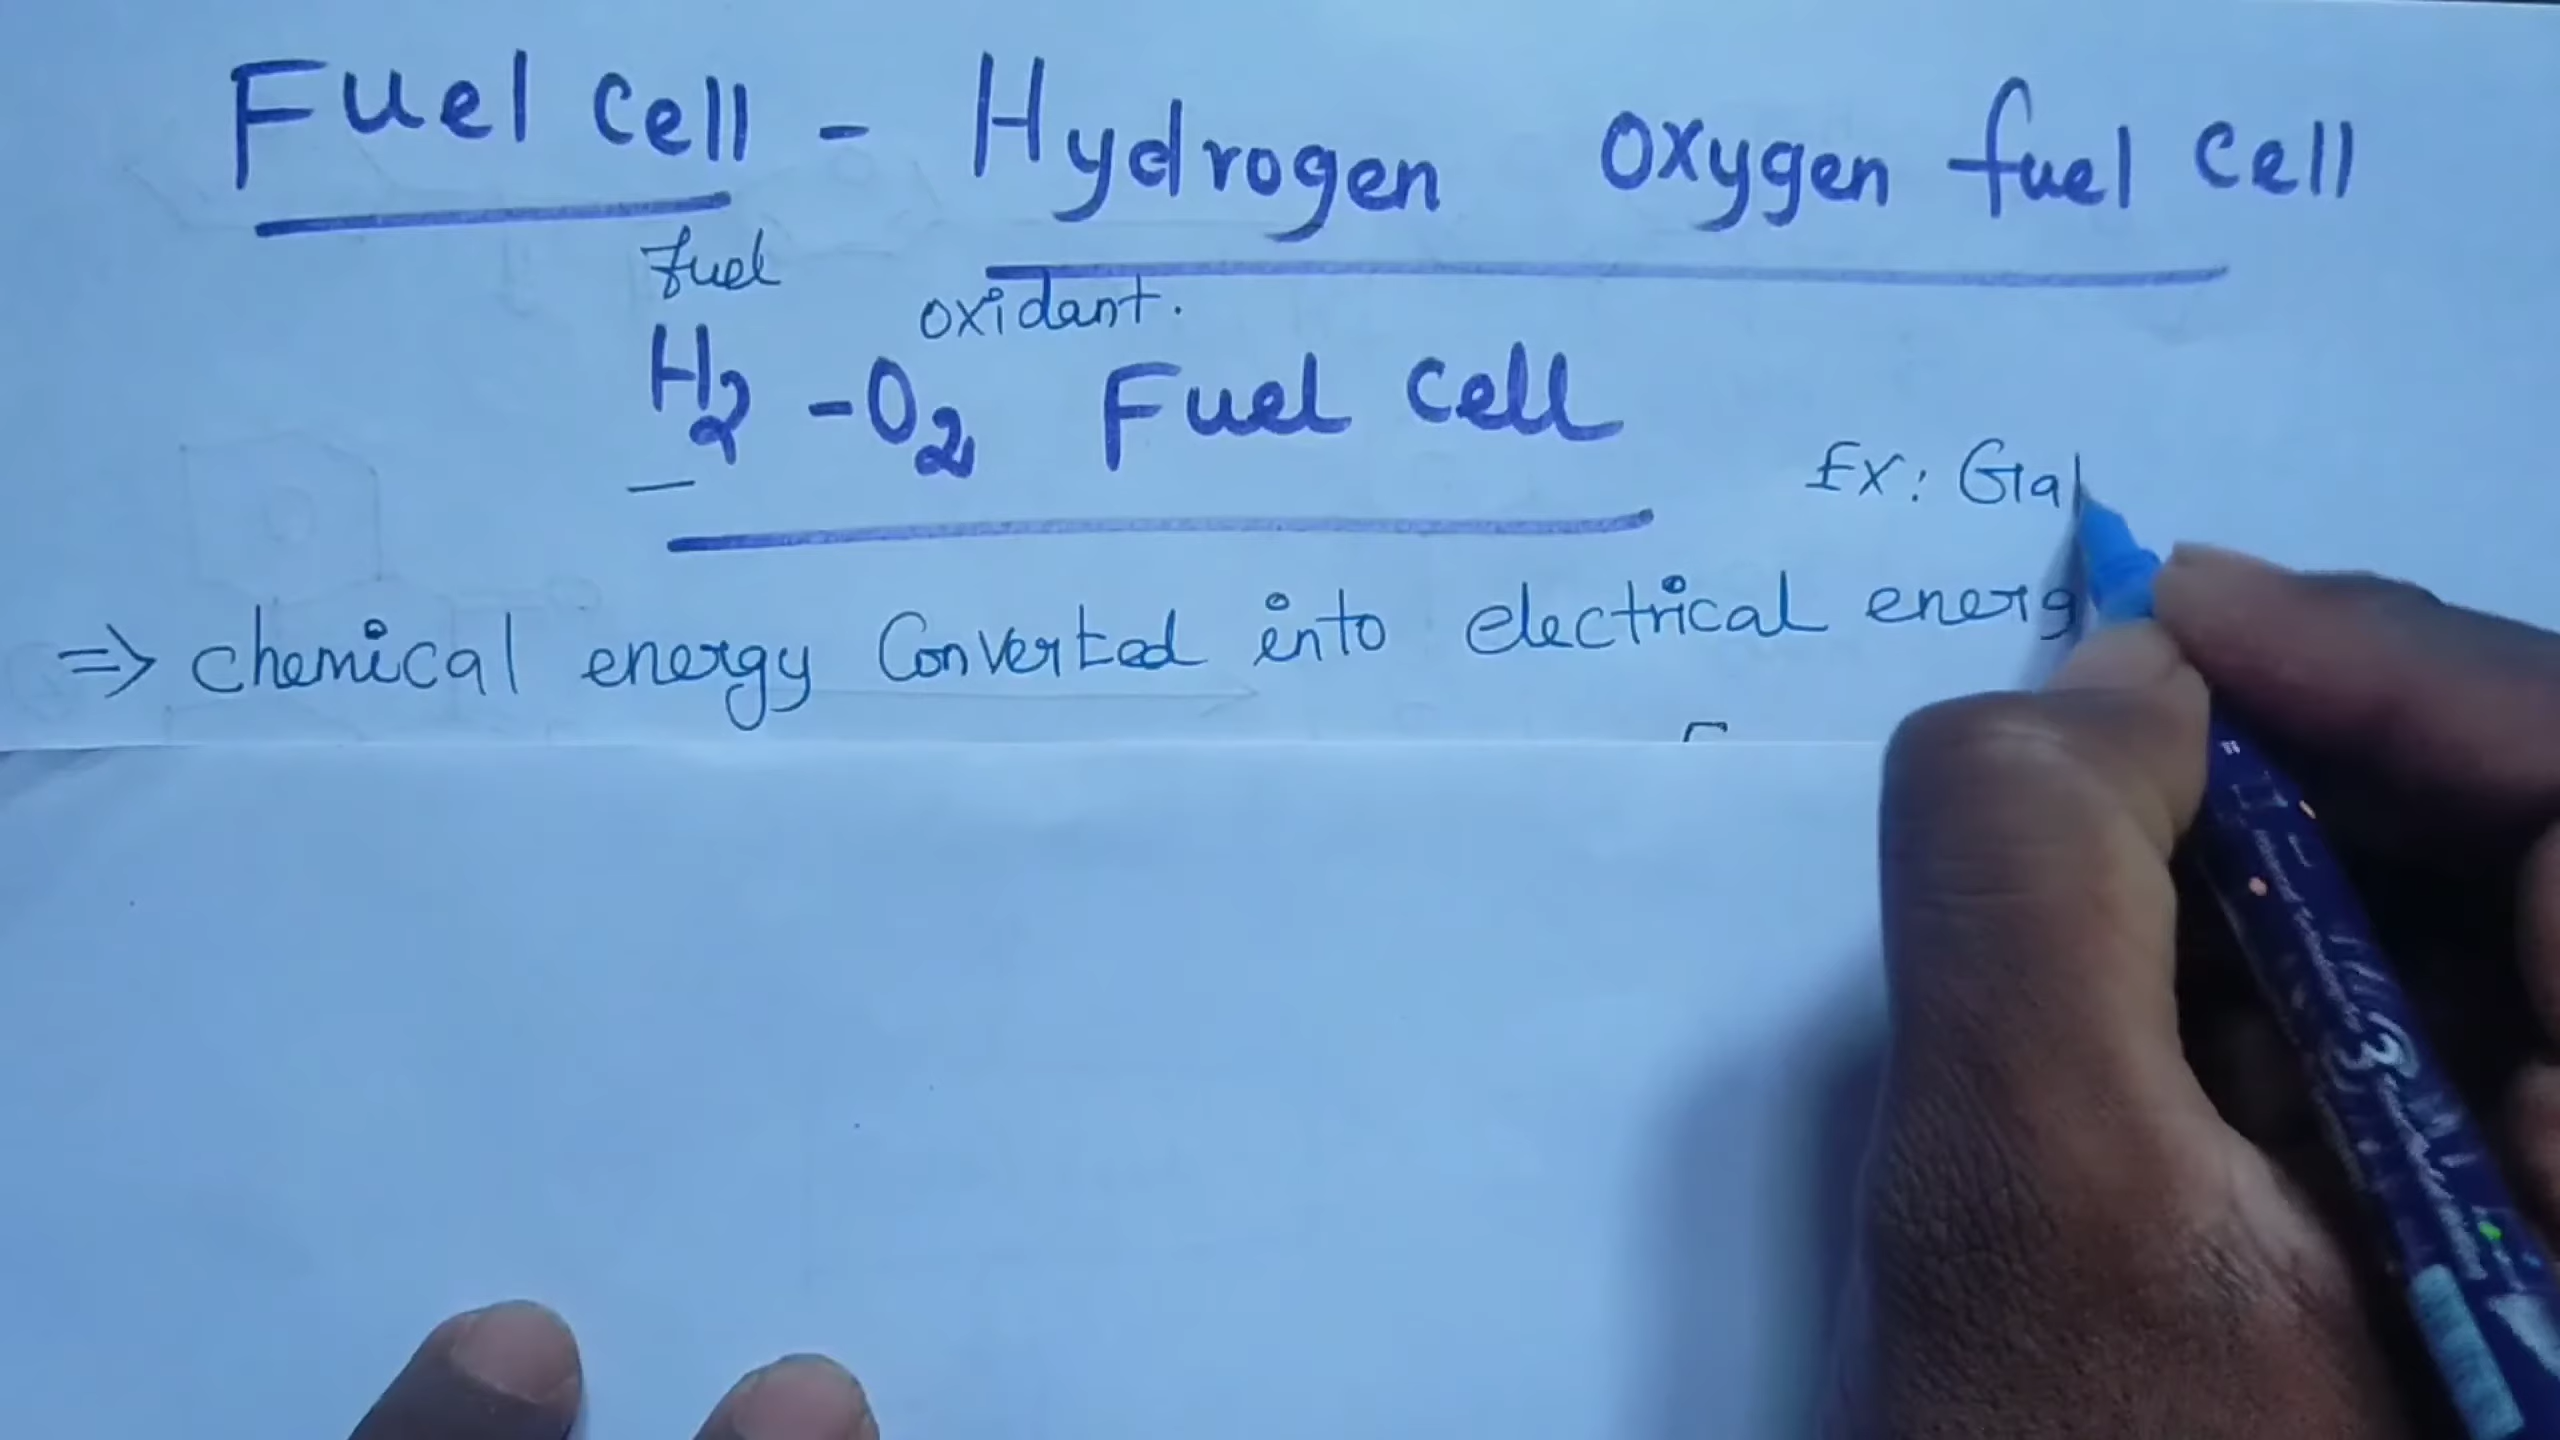 Fuel cell - Hydrogen oxygen fuel cell
fuel
oxidant.
H2 - O2 Fuel cell
Ex: Gal
=> chemical energy converted into electrical energ